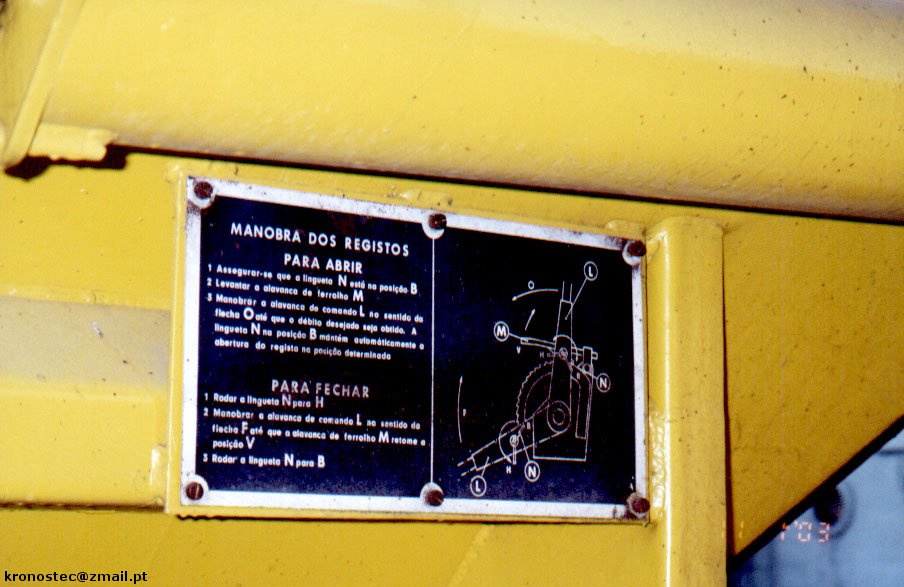 MANOBRA DOS REGISTOS
PARA ABRIR
1 Assegurar-se que a lingueta N está na posição B
2 Levantar a alavanca de ferrolho M
3 Manobrar a alavanca de comando L no sentido da
flecha O até que o débito desejado seja obtido. A
lingueta N na posição B mantém automàticamente a
abertura do registo na posição determinada
PARA FECHAR
1 Rodar a lingueta N para H
2 Manobrar a alavanca de comando L no sentido da
flecha F até que a alavanca de ferrolho M retome a
posição V
3 Rodar a lingueta N para B
O
L
M
V
H
B
N
F
B
H
N
L
1 1'03
kronostec@zmail.pt